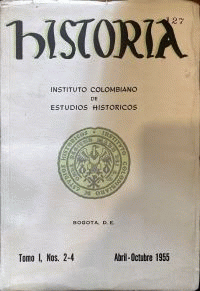 HISTORIA
127
INSTITUTO COLOMBIANO
DE
ESTUDIOS HISTORICOS
BOGOTA, D. E.
Tomo I, Nos. 2-4
Abril-Octubre 1955